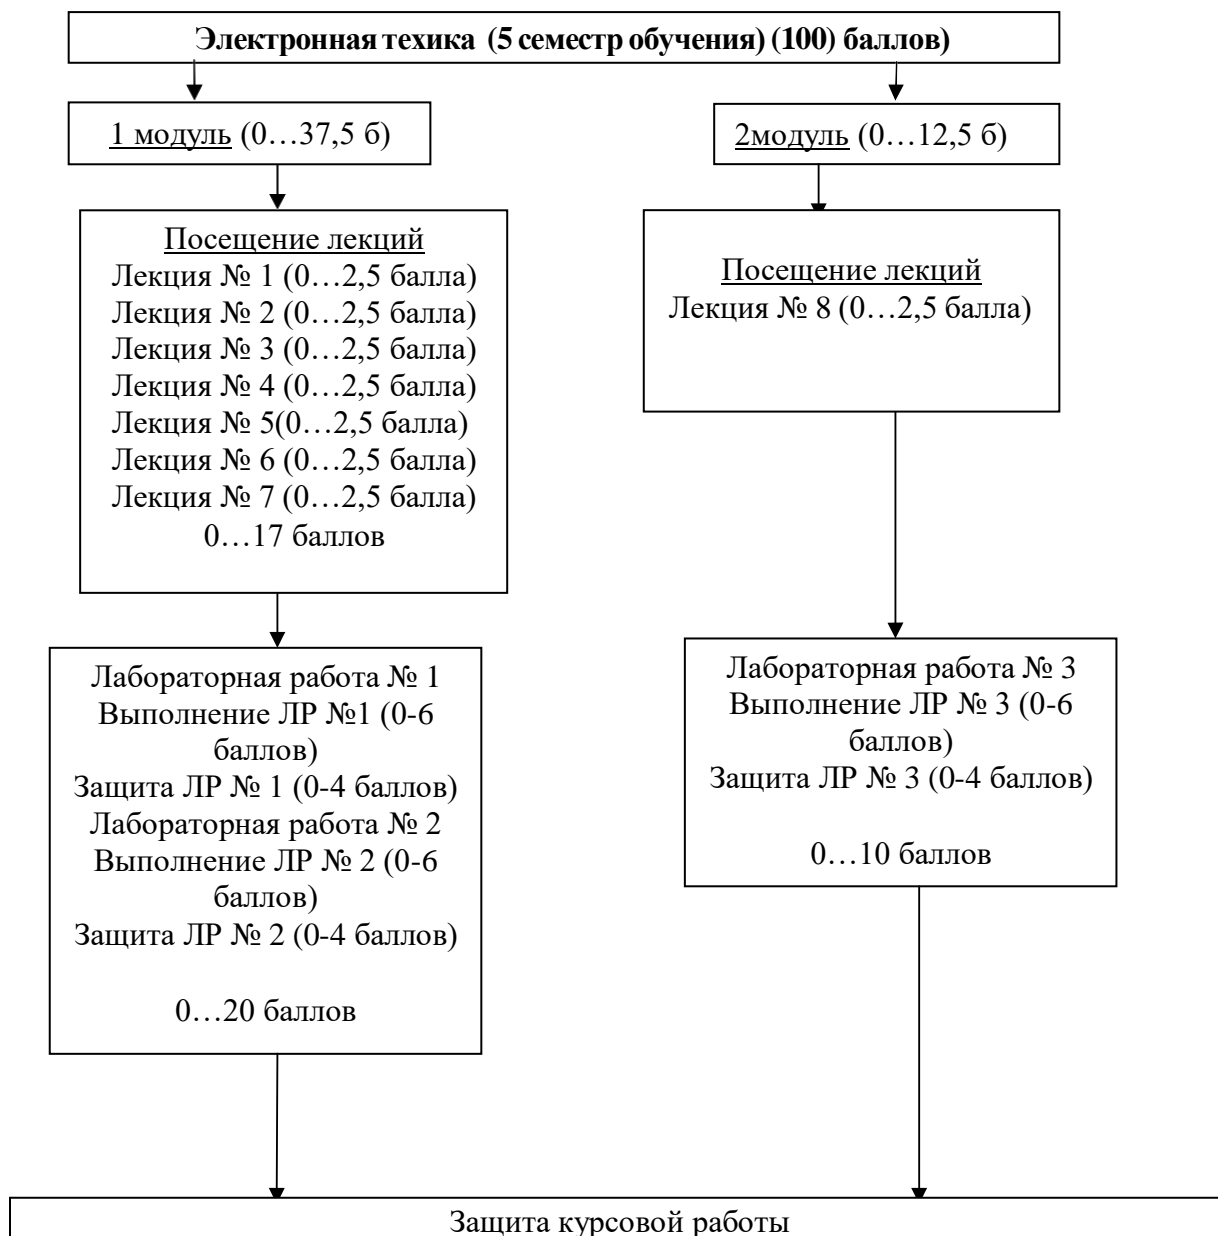 Электронная техика (5 семестр обучения) (100) баллов)
1 модуль (0…37,5 б)
2модуль (0…12,5 б)
Посещение лекций
Лекция № 1 (0…2,5 балла)
Лекция № 2 (0…2,5 балла)
Лекция № 3 (0…2,5 балла)
Лекция № 4 (0…2,5 балла)
Лекция № 5(0…2,5 балла)
Лекция № 6 (0…2,5 балла)
Лекция № 7 (0…2,5 балла)
0…17 баллов
Посещение лекций
Лекция № 8 (0…2,5 балла)
Лабораторная работа № 1
Выполнение ЛР №1 (0-6
баллов)
Защита ЛР № 1 (0-4 баллов)
Лабораторная работа № 2
Выполнение ЛР № 2 (0-6
баллов)
Защита ЛР № 2 (0-4 баллов)
0…20 баллов
Лабораторная работа № 3
Выполнение ЛР № 3 (0-6
баллов)
Защита ЛР № 3 (0-4 баллов)
0…10 баллов
Защита курсовой работы